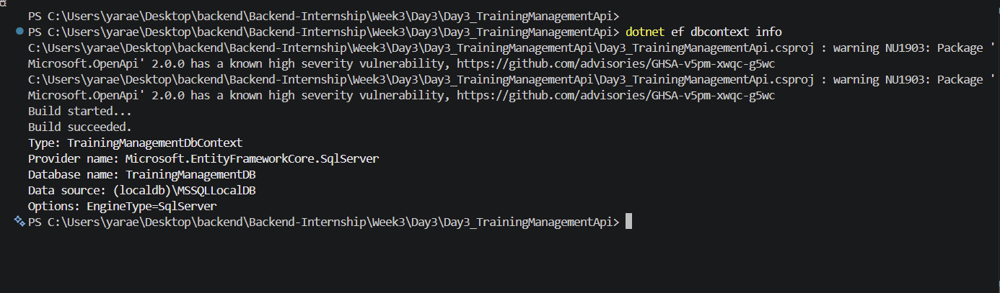 PS C:\Users\yarae\Desktop\backend\Backend-Internship\Week3\Day3\Day3_TrainingManagementApi>
PS C:\Users\yarae\Desktop\backend\Backend-Internship\Week3\Day3\Day3_TrainingManagementApi> dotnet ef dbcontext info
C:\Users\yarae\Desktop\backend\Backend-Internship\Week3\Day3\Day3_TrainingManagementApi\Day3_TrainingManagementApi.csproj : warning NU1903: Package '
Microsoft.OpenApi' 2.0.0 has a known high severity vulnerability, https://github.com/advisories/GHSA-v5pm-xwqc-g5wc
C:\Users\yarae\Desktop\backend\Backend-Internship\Week3\Day3\Day3_TrainingManagementApi\Day3_TrainingManagementApi.csproj : warning NU1903: Package '
Microsoft.OpenApi' 2.0.0 has a known high severity vulnerability, https://github.com/advisories/GHSA-v5pm-xwqc-g5wc
Build started...
Build succeeded.
Type: TrainingManagementDbContext
Provider name: Microsoft.EntityFrameworkCore.SqlServer
Database name: TrainingManagementDB
Data source: (localdb)\MSSQLLocalDB
Options: EngineType=SqlServer
PS C:\Users\yarae\Desktop\backend\Backend-Internship\Week3\Day3\Day3_TrainingManagementApi>